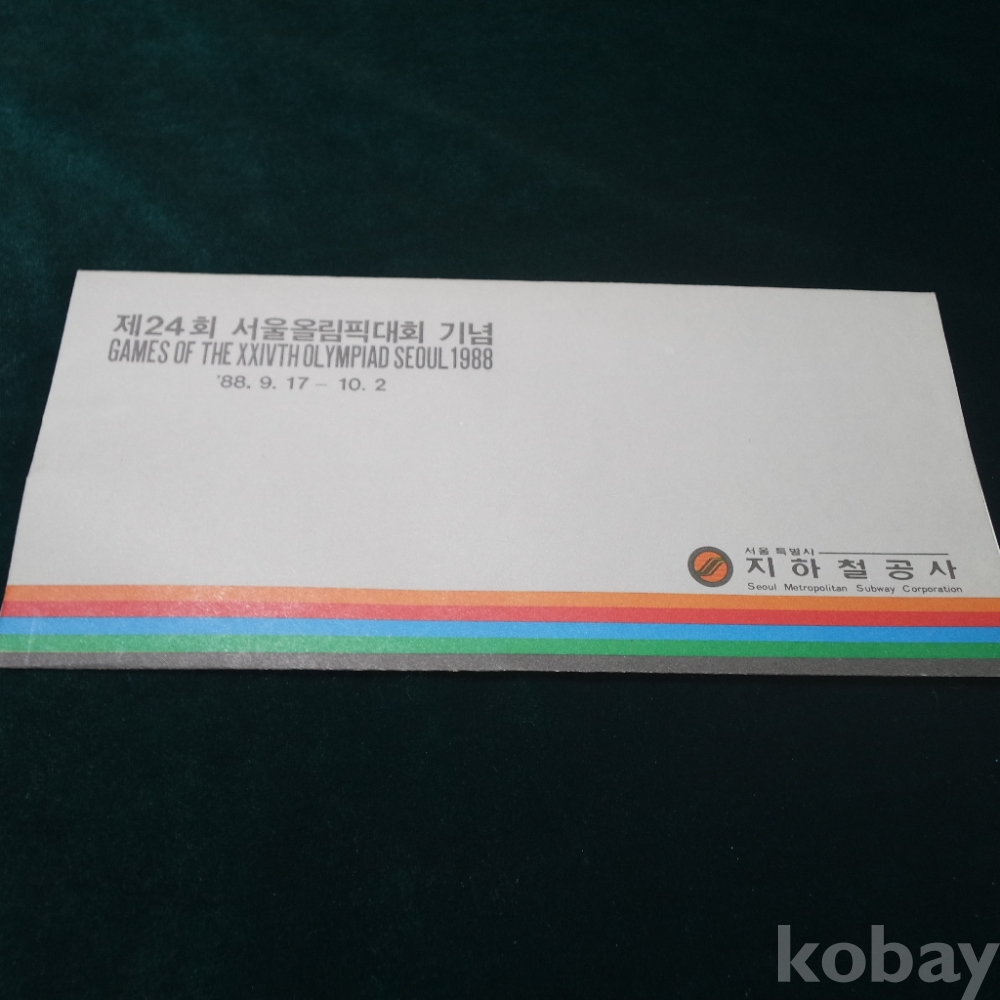 제24회 서울올림픽대회 기념
GAMES OF THE XXIVTH OLYMPIAD SEOUL 1988
'88. 9. 17 - 10. 2
서울특별시
지하철공사
Seoul Metropolitan Subway Corporation
kobay